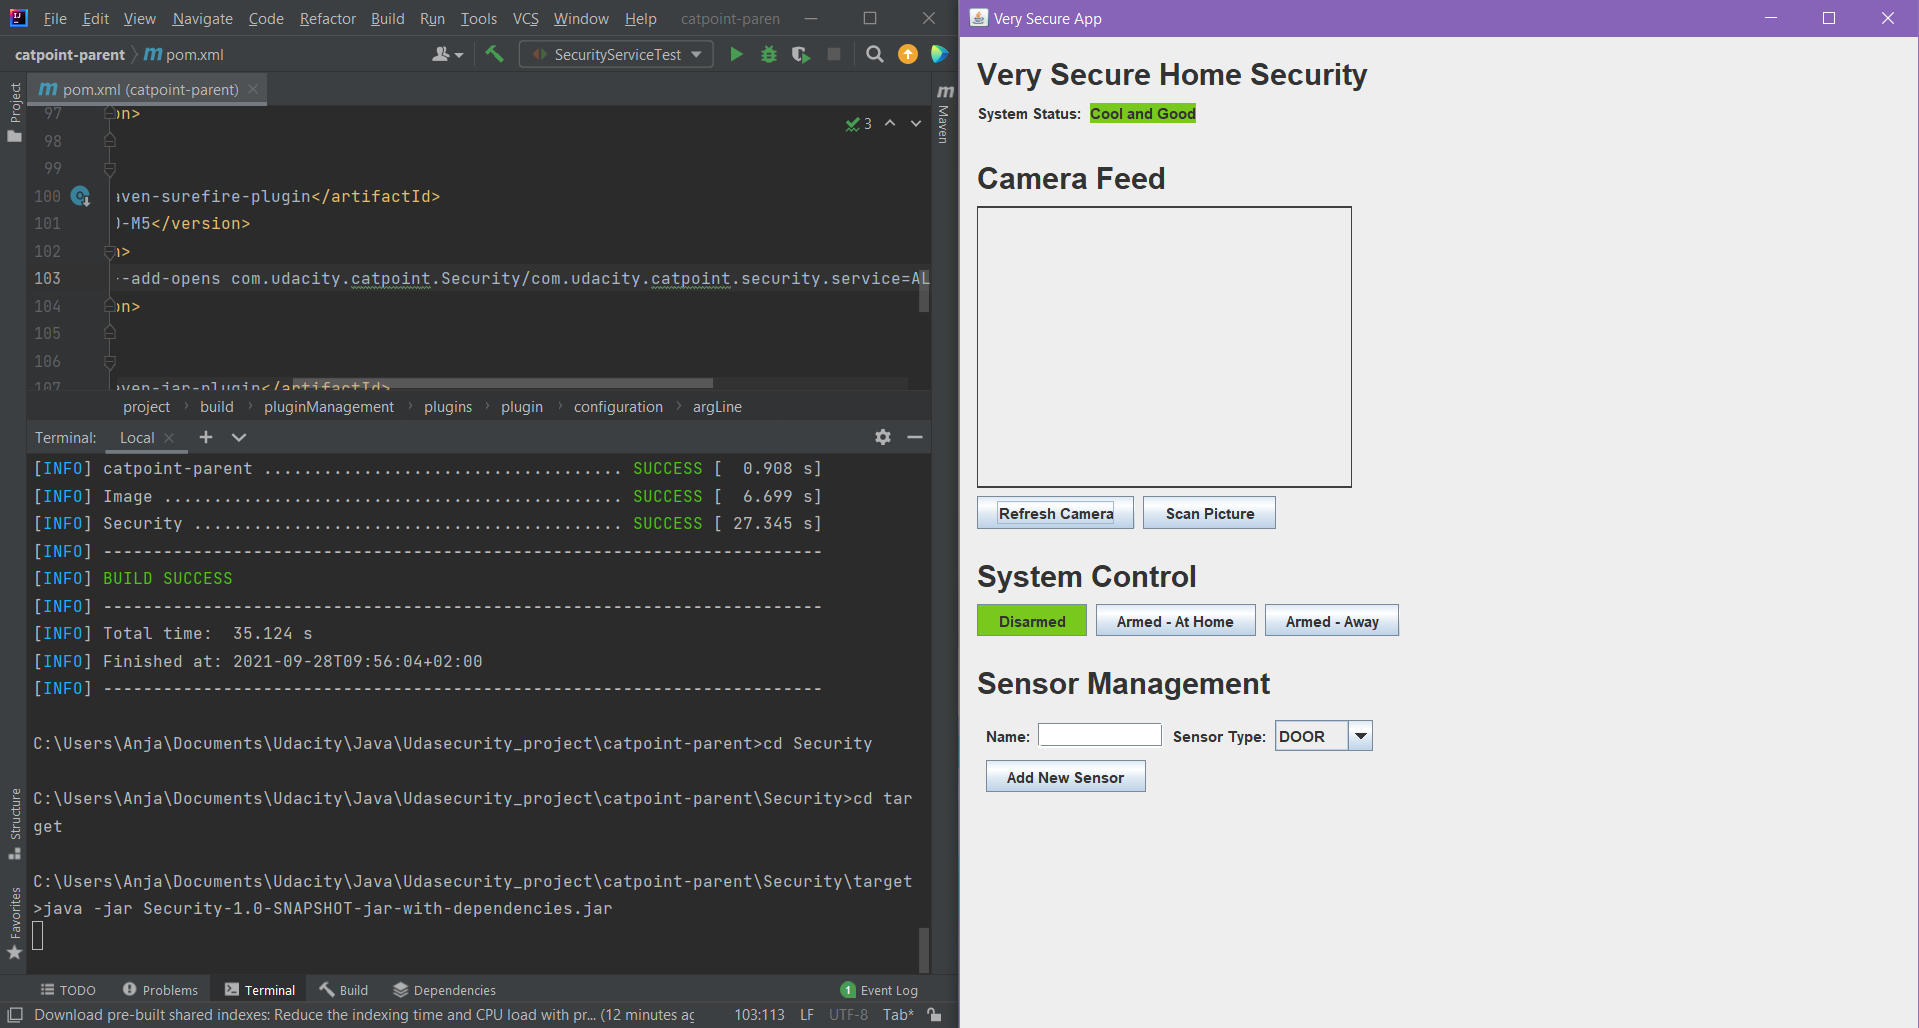 File Edit View Navigate Code Refactor Build Run Tools VCS Window Help catpoint-paren
catpoint-parent pom.xml SecurityServiceTest
Project
pom.xml (catpoint-parent)
Maven
97 on>
3
98
99
100 aven-surefire-plugin</artifactId>
101 0-M5</version>
102 n>
103 --add-opens com.udacity.catpoint.Security/com.udacity.catpoint.security.service=AL
104 on>
105
106
107 aven-jar-plugin</artifactId>
project build pluginManagement plugins plugin configuration argLine
Terminal: Local
[INFO] catpoint-parent .................................... SUCCESS [  0.908 s]
[INFO] Image .............................................. SUCCESS [  6.699 s]
[INFO] Security ........................................... SUCCESS [ 27.345 s]
[INFO] ------------------------------------------------------------------------
[INFO] BUILD SUCCESS
[INFO] ------------------------------------------------------------------------
[INFO] Total time:  35.124 s
[INFO] Finished at: 2021-09-28T09:56:04+02:00
[INFO] ------------------------------------------------------------------------
C:\Users\Anja\Documents\Udacity\Java\Udasecurity_project\catpoint-parent>cd Security
C:\Users\Anja\Documents\Udacity\Java\Udasecurity_project\catpoint-parent\Security>cd tar
get
C:\Users\Anja\Documents\Udacity\Java\Udasecurity_project\catpoint-parent\Security\target
>java -jar Security-1.0-SNAPSHOT-jar-with-dependencies.jar
Structure
Favorites
TODO Problems Terminal Build Dependencies 1 Event Log
Download pre-built shared indexes: Reduce the indexing time and CPU load with pr... (12 minutes ag 103:113 LF UTF-8 Tab*
Very Secure App
Very Secure Home Security
System Status: Cool and Good
Camera Feed
Refresh Camera Scan Picture
System Control
Disarmed Armed - At Home Armed - Away
Sensor Management
Name: Sensor Type: DOOR
Add New Sensor